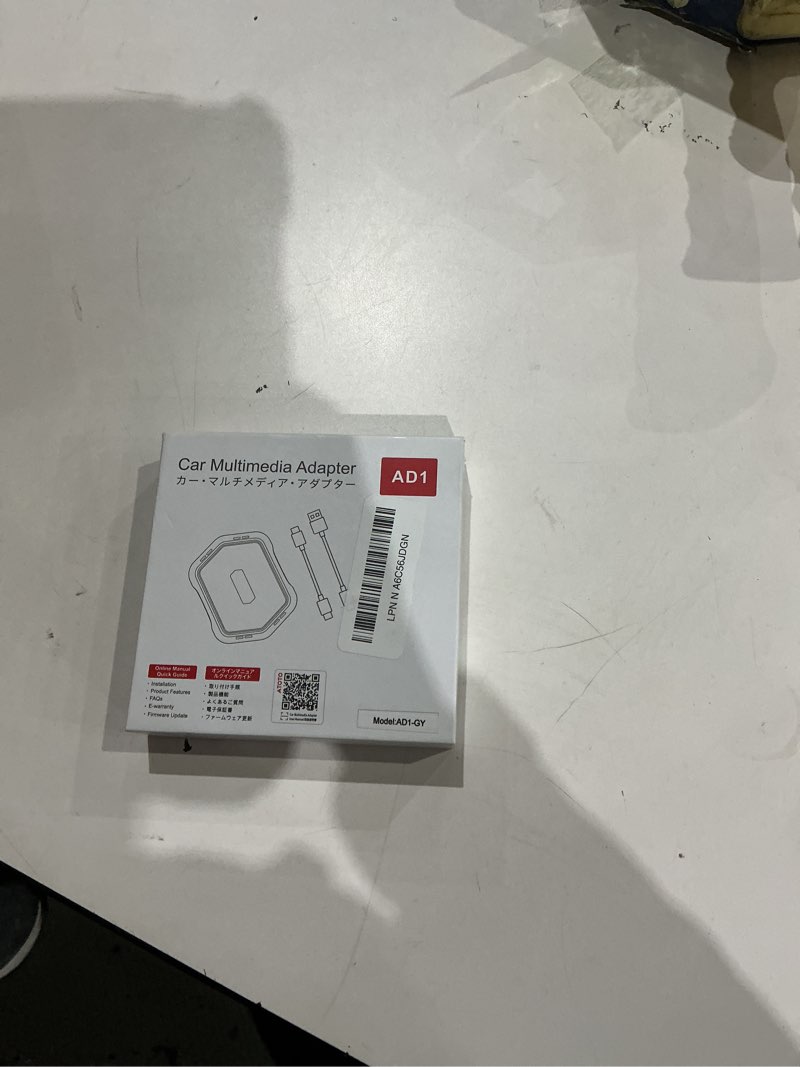 Car Multimedia Adapter
カー・マルチメディア・アダプター
AD1
LPN N A6C56JDGN
Online Manual
Quick Guide
· Installation
· Product Features
· FAQs
· E-warranty
· Firmware Update
オンラインマニュアル
&クイックガイド
· 取り付け手順
· 製品機能
· よくあるご質問
· 電子保証書
· ファームウェア更新
ATOTO
Car Multimedia Adapter
Model:AD1-GY